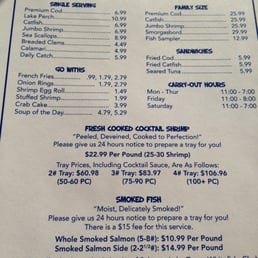 SINGLE SERVING
Premium Cod 6.99
Lake Perch 10.99
Catfish
Jumbo Shrimp 6.99
Sea Scallops
Breaded Clams 4.99
Calamari 4.49
Daily Catch 5.99
GO WITHS
French Fries .99, 1.79, 2.79
Onion Rings 1.79, 2.79
Shrimp Egg Roll 1.49
Stuffed Shrimp 1.99
Crab Cake 3.99
Soup of the Day 4.79, 5.29
FAMILY SIZE
Premium Cod 25.99
Catfish
Jumbo Shrimp 25.99
Smorgasbord 29.99
Fish Sampler 12.99
SANDWICHES
Fried Cod 5.99
Fried Catfish 5.99
Seared Tuna 5.99
CARRY-OUT HOURS
Mon - Thur 11:00 - 7:00
Friday 11:00 - 8:00
Saturday 11:00 - 7:00
FRESH COOKED COCKTAIL SHRIMP
"Peeled, Deveined, Cooked to Perfection!"
Please give us 24 hours notice to prepare a tray for you!
$22.99 Per Pound (25-30 Shrimp)
Tray Prices, Including Cocktail Sauce, Are As Follows:
2# Tray: $60.98 3# Tray: $83.97 4# Tray: $106.96
(50-60 PC) (75-90 PC) (100+ PC)
SMOKED FISH
"Moist, Delicately Smoked!"
Please give us 24 hours notice to prepare a tray for you!
There is a $15 fee for this service.
Whole Smoked Salmon (5-8#): $10.99 Per Pound
Smoked Salmon Side (2-2½#): $14.99 Per Pound